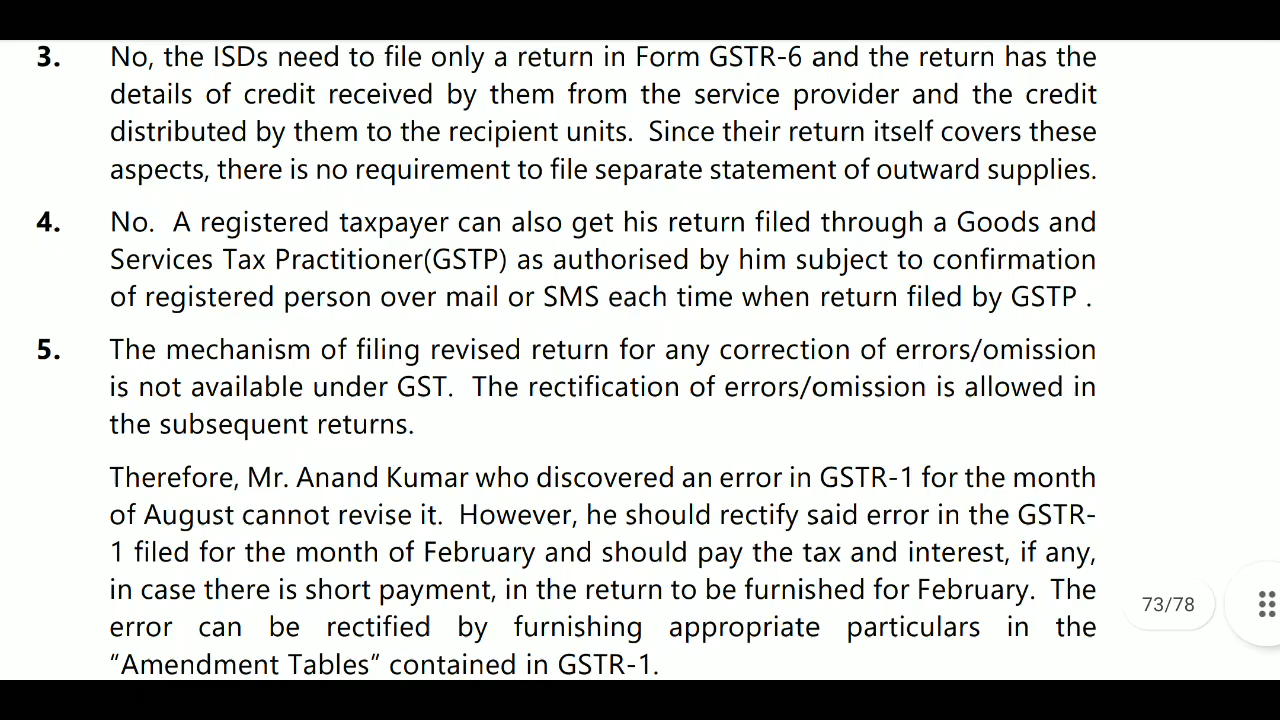 3. No, the ISDs need to file only a return in Form GSTR-6 and the return has the
details of credit received by them from the service provider and the credit
distributed by them to the recipient units. Since their return itself covers these
aspects, there is no requirement to file separate statement of outward supplies.
4. No. A registered taxpayer can also get his return filed through a Goods and
Services Tax Practitioner(GSTP) as authorised by him subject to confirmation
of registered person over mail or SMS each time when return filed by GSTP .
5. The mechanism of filing revised return for any correction of errors/omission
is not available under GST. The rectification of errors/omission is allowed in
the subsequent returns.
Therefore, Mr. Anand Kumar who discovered an error in GSTR-1 for the month
of August cannot revise it. However, he should rectify said error in the GSTR-
1 filed for the month of February and should pay the tax and interest, if any,
in case there is short payment, in the return to be furnished for February. The
error can be rectified by furnishing appropriate particulars in the
“Amendment Tables” contained in GSTR-1.
73/78